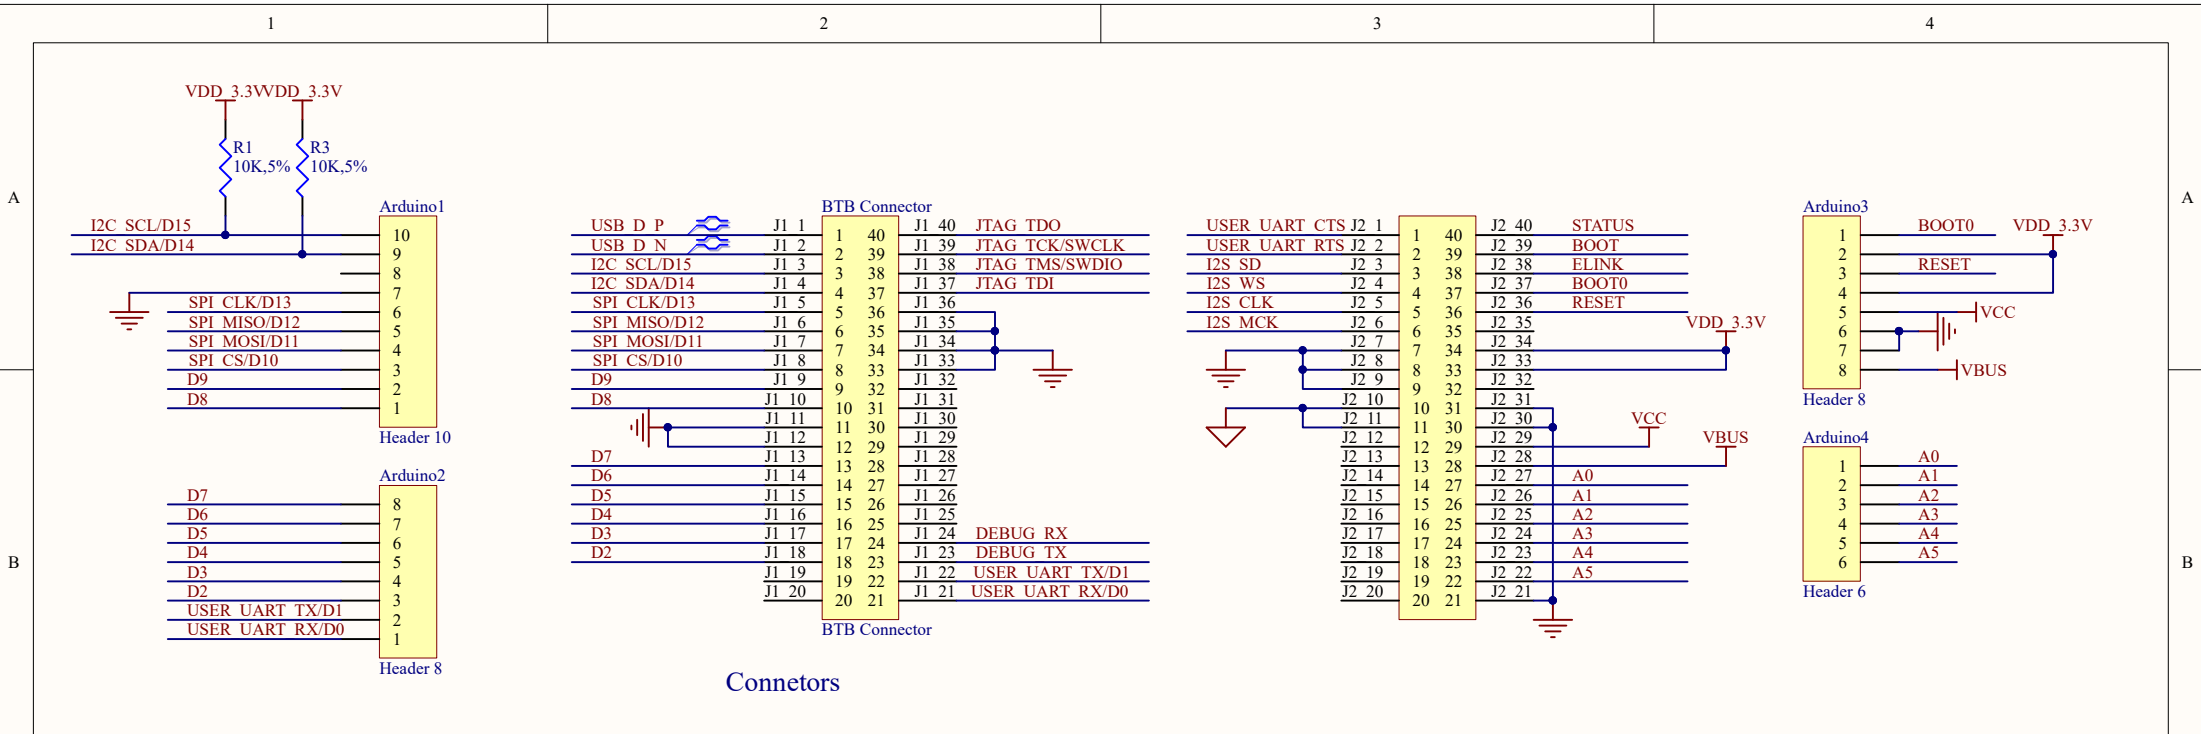 1 2 3 4
A A
B B
VDD_3.3V VDD_3.3V
R1
10K,5%
R3
10K,5%
Arduino1
I2C_SCL/D15 10
I2C_SDA/D14 9
8
7
SPI_CLK/D13 6
SPI_MISO/D12 5
SPI_MOSI/D11 4
SPI_CS/D10 3
D9 2
D8 1
Header 10
Arduino2
D7 8
D6 7
D5 6
D4 5
D3 4
D2 3
USER_UART_TX/D1 2
USER_UART_RX/D0 1
Header 8
BTB Connector
USB_D_P J1_1 1 40 J1_40 JTAG_TDO
USB_D_N J1_2 2 39 J1_39 JTAG_TCK/SWCLK
I2C_SCL/D15 J1_3 3 38 J1_38 JTAG_TMS/SWDIO
I2C_SDA/D14 J1_4 4 37 J1_37 JTAG_TDI
SPI_CLK/D13 J1_5 5 36 J1_36
SPI_MISO/D12 J1_6 6 35 J1_35
SPI_MOSI/D11 J1_7 7 34 J1_34
SPI_CS/D10 J1_8 8 33 J1_33
D9 J1_9 9 32 J1_32
D8 J1_10 10 31 J1_31
J1_11 11 30 J1_30
J1_12 12 29 J1_29
D7 J1_13 13 28 J1_28
D6 J1_14 14 27 J1_27
D5 J1_15 15 26 J1_26
D4 J1_16 16 25 J1_25
D3 J1_17 17 24 J1_24 DEBUG_RX
D2 J1_18 18 23 J1_23 DEBUG_TX
J1_19 19 22 J1_22 USER_UART_TX/D1
J1_20 20 21 J1_21 USER_UART_RX/D0
BTB Connector
USER_UART_CTS J2_1 1 40 J2_40 STATUS
USER_UART_RTS J2_2 2 39 J2_39 BOOT
I2S_SD J2_3 3 38 J2_38 ELINK
I2S_WS J2_4 4 37 J2_37 BOOT0
I2S_CLK J2_5 5 36 J2_36 RESET
I2S_MCK J2_6 6 35 J2_35
VDD_3.3V
J2_7 7 34 J2_34
J2_8 8 33 J2_33
J2_9 9 32 J2_32
J2_10 10 31 J2_31
J2_11 11 30 J2_30
VCC
J2_12 12 29 J2_29
VBUS
J2_13 13 28 J2_28
J2_14 14 27 J2_27 A0
J2_15 15 26 J2_26 A1
J2_16 16 25 J2_25 A2
J2_17 17 24 J2_24 A3
J2_18 18 23 J2_23 A4
J2_19 19 22 J2_22 A5
J2_20 20 21 J2_21
Arduino3
1 BOOT0 VDD_3.3V
2
3 RESET
4
5 VCC
6
7
8 VBUS
Header 8
Arduino4
1 A0
2 A1
3 A2
4 A3
5 A4
6 A5
Header 6
Connetors